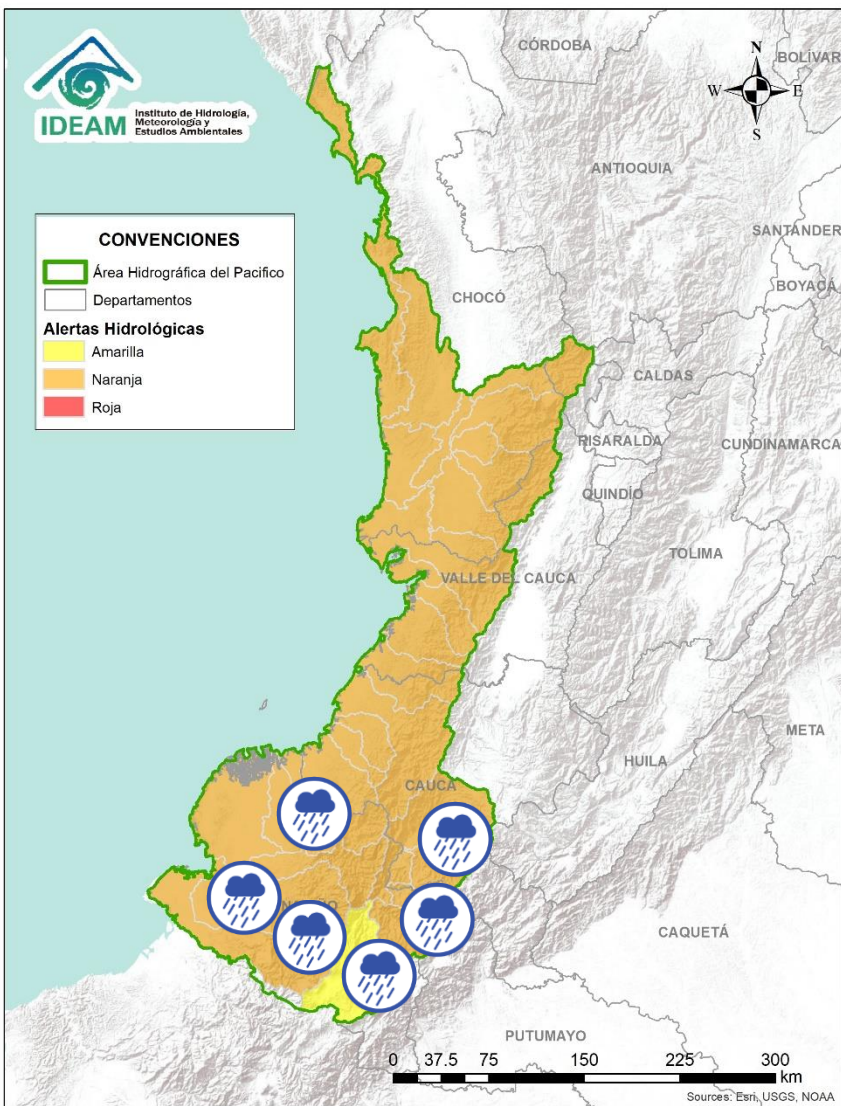 IDEAM
Instituto de Hidrología,
Meteorología y
Estudios Ambientales
N
W
E
S
CONVENCIONES
Área Hidrográfica del Pacifico
Departamentos
Alertas Hidrológicas
Amarilla
Naranja
Roja
CÓRDOBA
BOLÍVAR
ANTIOQUIA
SANTANDER
BOYACÁ
CHOCÓ
CALDAS
RISARALDA
CUNDINAMARCA
QUINDÍO
TOLIMA
VALLE DEL CAUCA
META
HUILA
CAUCA
CAQUETÁ
PUTUMAYO
0 37.5 75 150 225 300
km
Sources: Esri, USGS, NOAA